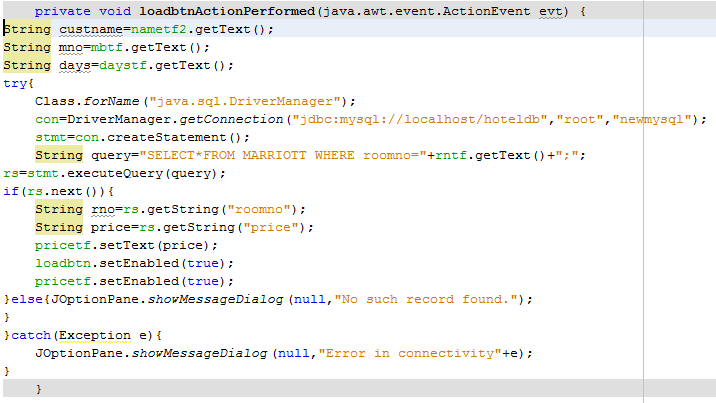 private void loadbtnActionPerformed(java.awt.event.ActionEvent evt) {
String custname=nametf2.getText();
String mno=mbtf.getText();
String days=daystf.getText();
try{
    Class.forName("java.sql.DriverManager");
    con=DriverManager.getConnection("jdbc:mysql://localhost/hoteldb","root","newmysql");
    stmt=con.createStatement();
    String query="SELECT*FROM MARRIOTT WHERE roomno="+rntf.getText()+";";
rs=stmt.executeQuery(query);
if(rs.next()){
    String rno=rs.getString("roomno");
    String price=rs.getString("price");
    pricetf.setText(price);
    loadbtn.setEnabled(true);
    pricetf.setEnabled(true);
}else{JOptionPane.showMessageDialog(null,"No such record found.");
}
}catch(Exception e){
    JOptionPane.showMessageDialog(null,"Error in connectivity"+e);
}
    }